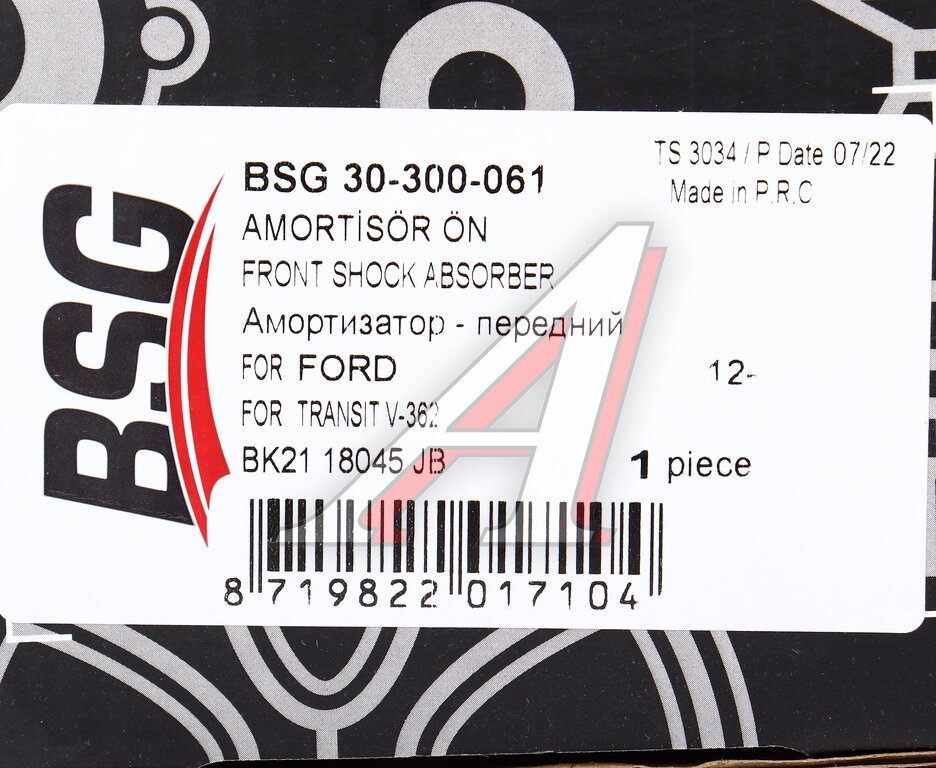 BSG
BSG 30-300-061
TS 3034 / P Date 07/22
Made in P.R.C
AMORTİSÖR ÖN
FRONT SHOCK ABSORBER
Амортизатор - передний
FOR FORD 12-
FOR TRANSIT V-362
BK21 18045 JB
1 piece
8 719822 017104